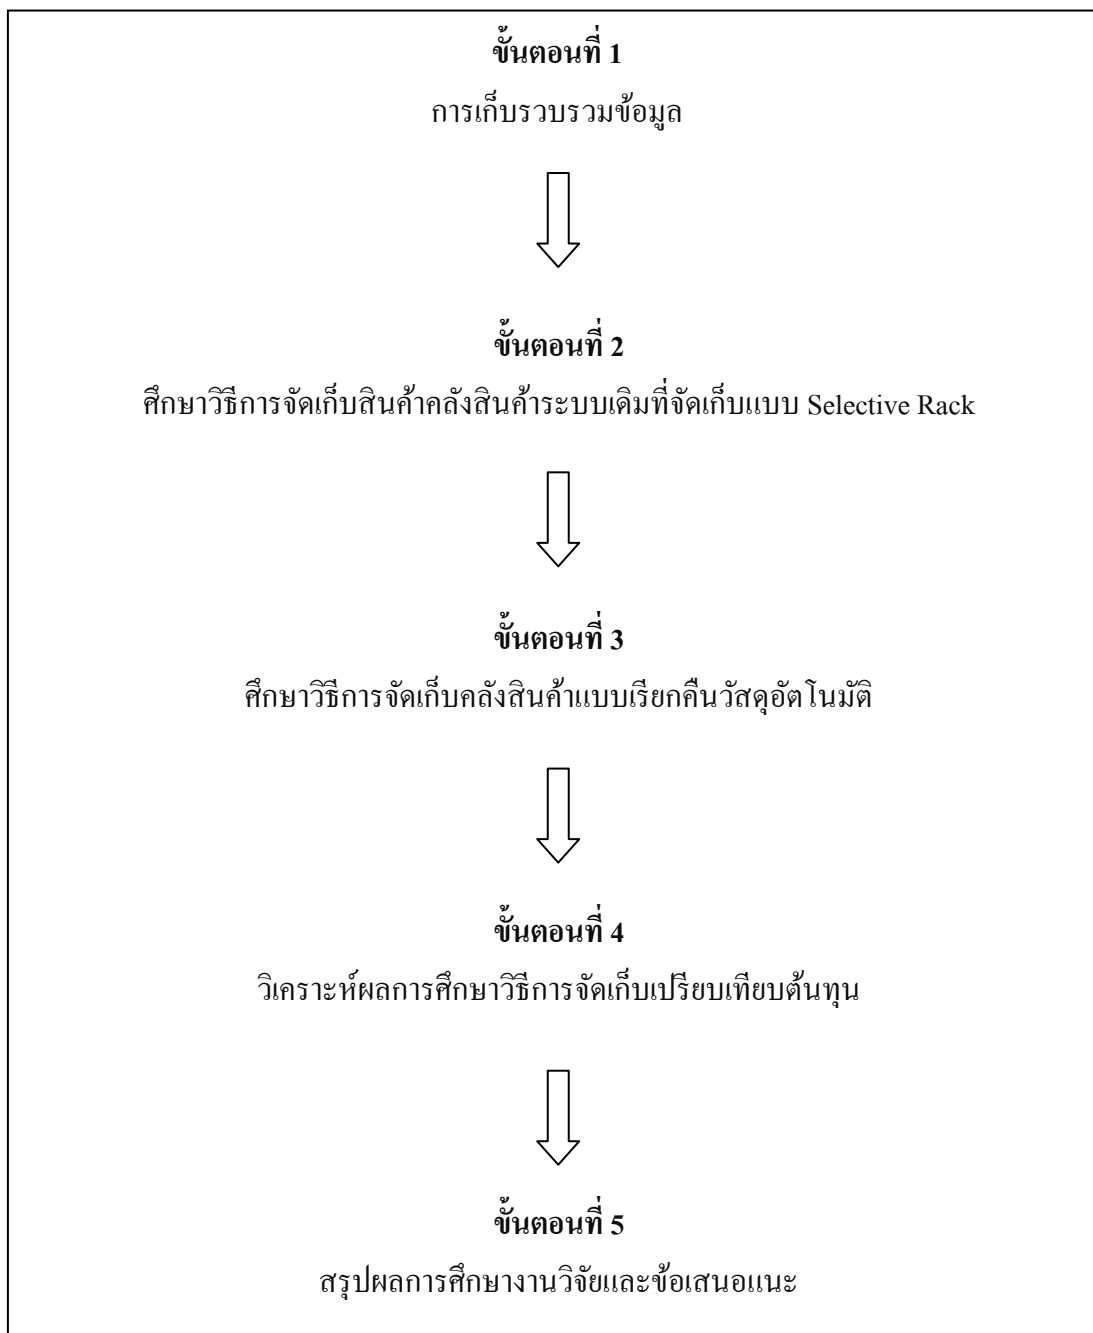 ขั้นตอนที่ 1
การเก็บรวบรวมข้อมูล
ขั้นตอนที่ 2
ศึกษาวิธีการจัดเก็บสินค้าคลังสินค้าระบบเดิมที่จัดเก็บแบบ Selective Rack
ขั้นตอนที่ 3
ศึกษาวิธีการจัดเก็บคลังสินค้าแบบเรียกคืนวัสดุอัตโนมัติ
ขั้นตอนที่ 4
วิเคราะห์ผลการศึกษาวิธีการจัดเก็บเปรียบเทียบต้นทุน
ขั้นตอนที่ 5
สรุปผลการศึกษางานวิจัยและข้อเสนอแนะ